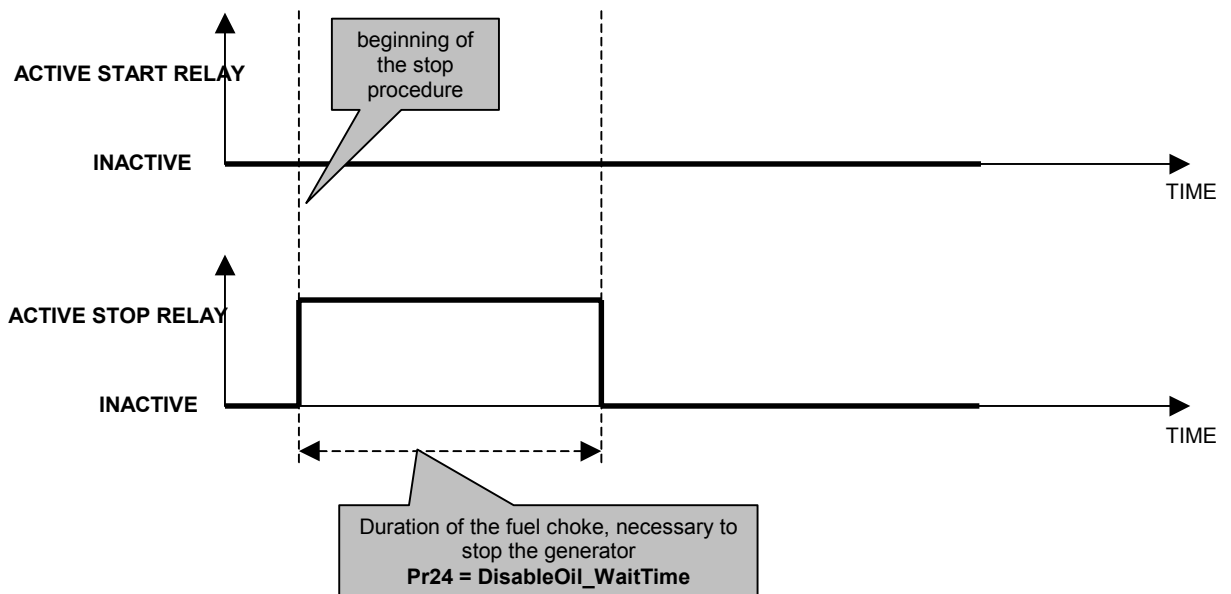 beginning of
the stop
procedure
ACTIVE START RELAY
INACTIVE
TIME
ACTIVE STOP RELAY
INACTIVE
TIME
Duration of the fuel choke, necessary to
stop the generator
Pr24 = DisableOil_WaitTime